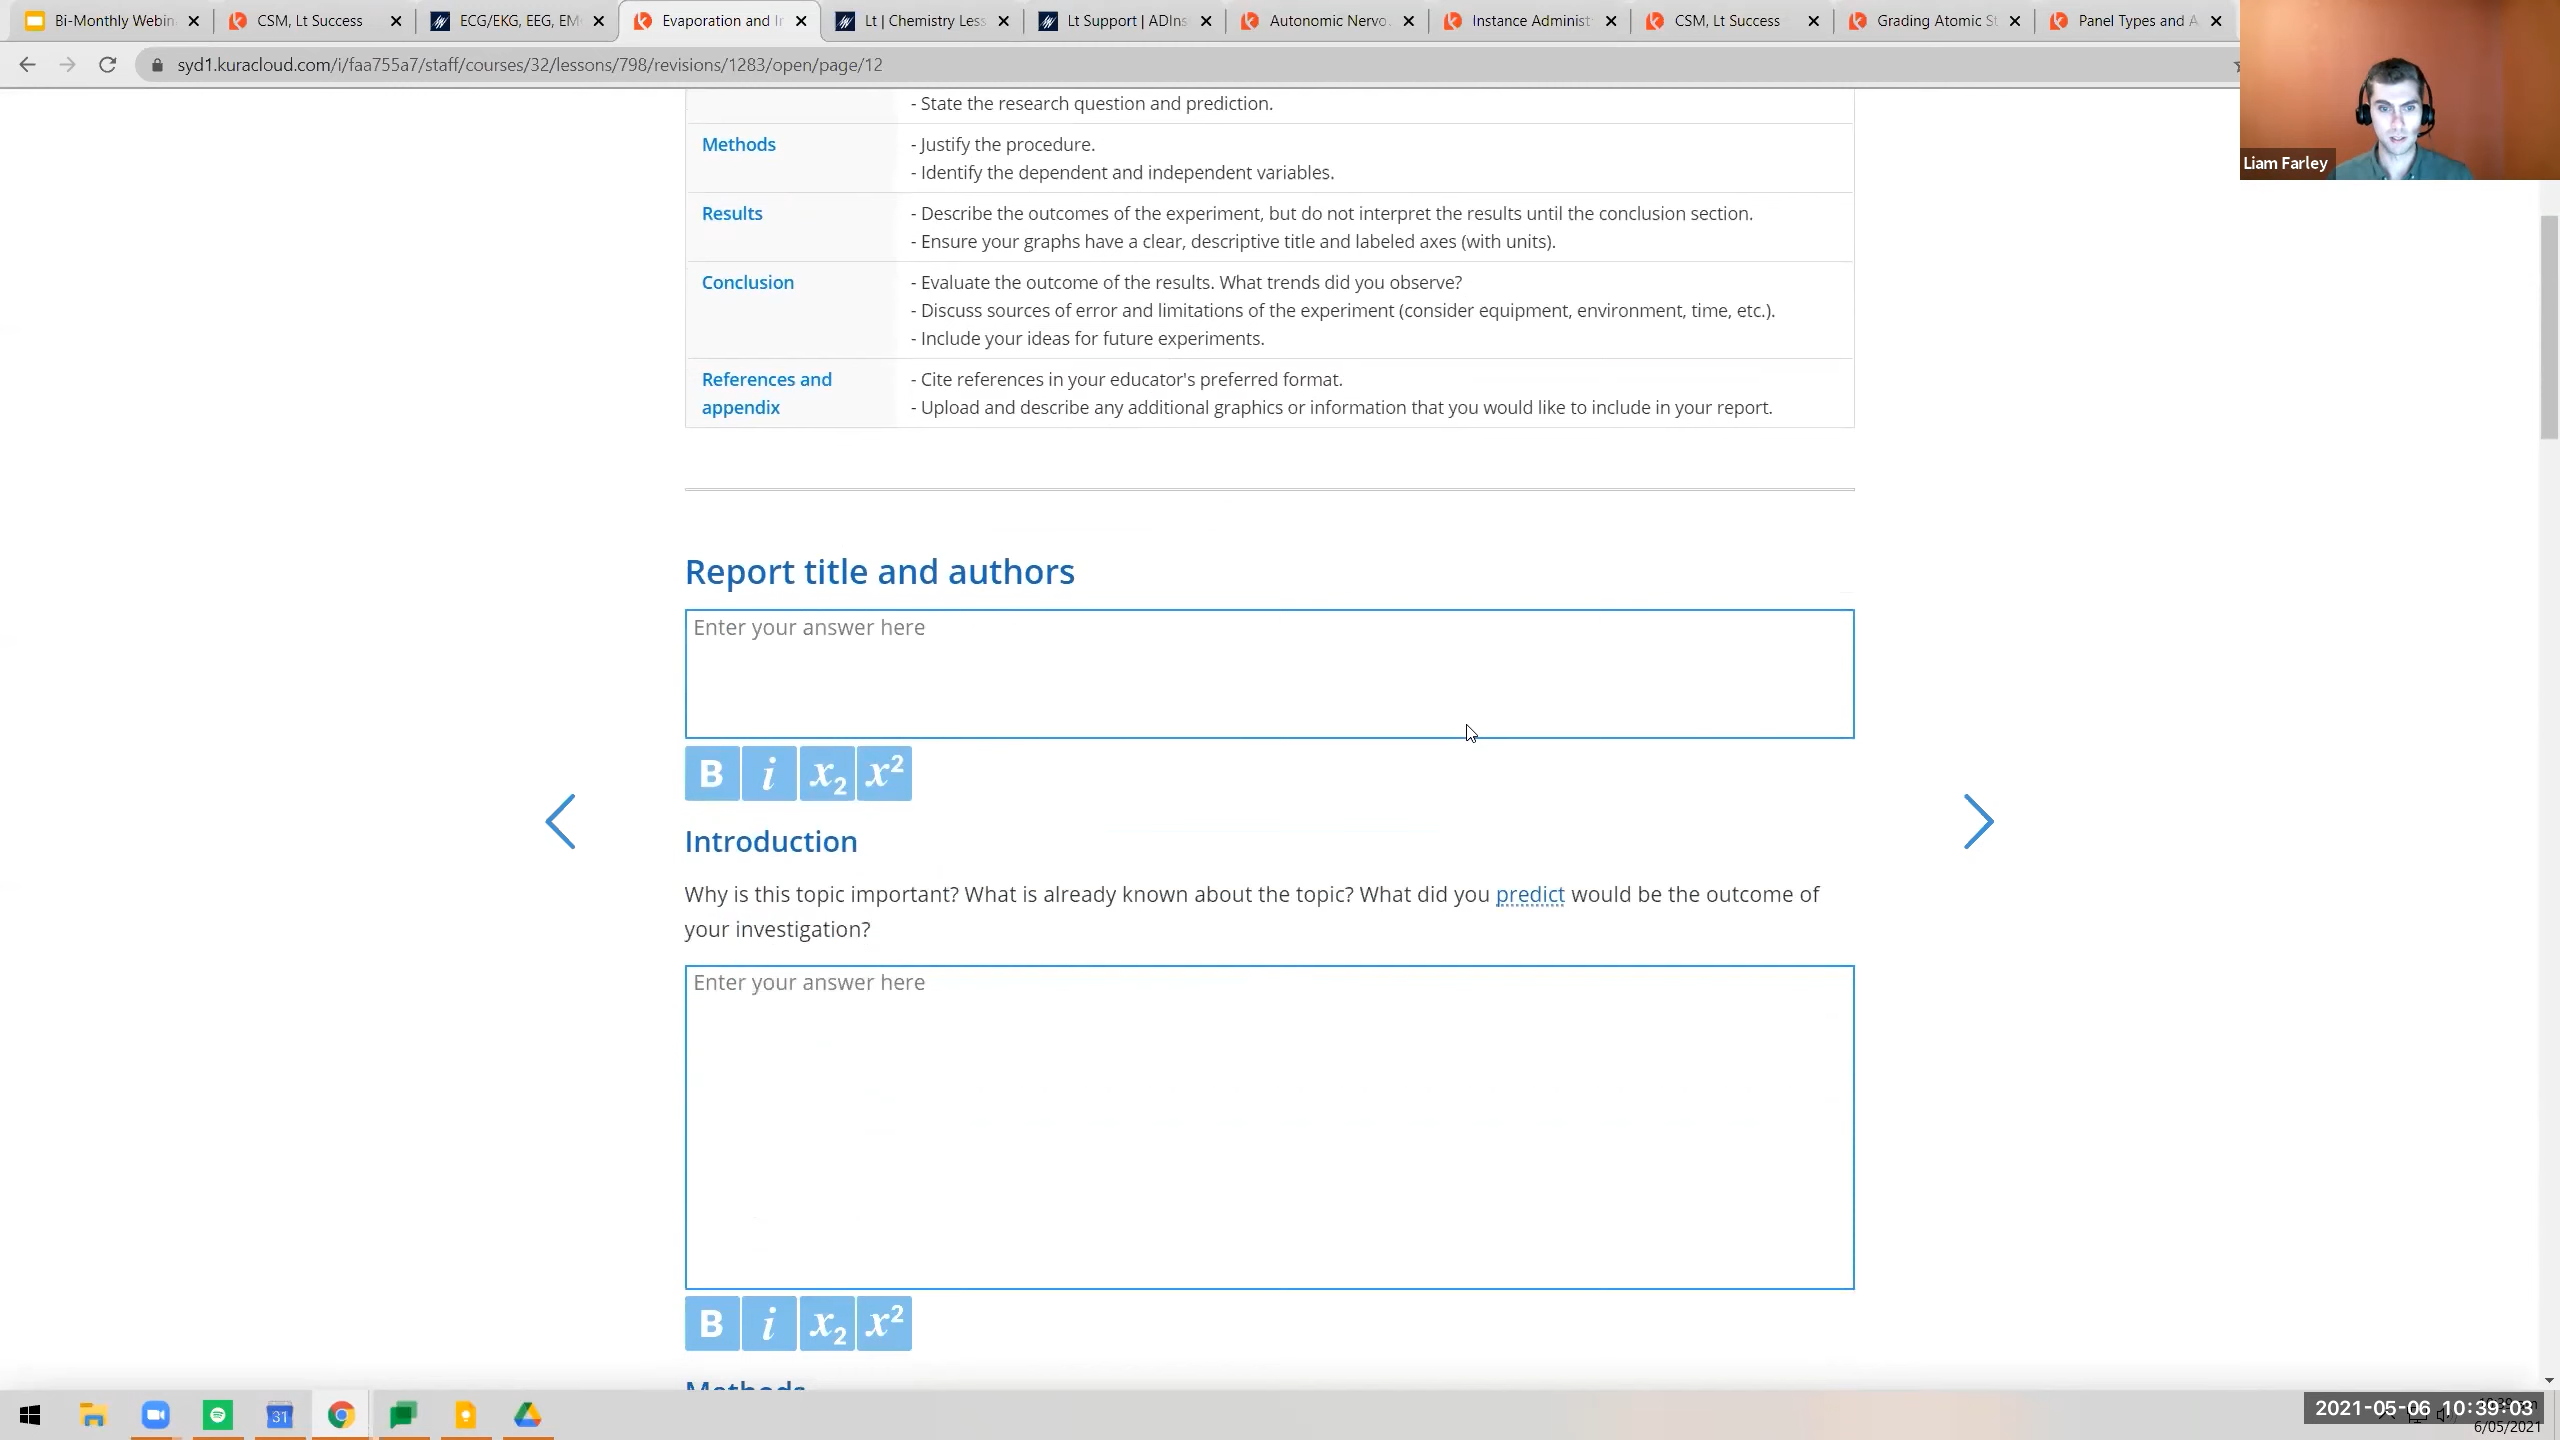 Bi-Monthly Webin
CSM, Lt Success
ECG/EKG, EEG, EM
Evaporation and In
Lt | Chemistry Less
Lt Support | ADIns
Autonomic Nervo
Instance Administ
CSM, Lt Success
Grading Atomic St
Panel Types and A
syd1.kuracloud.com/i/faa755a7/staff/courses/32/lessons/798/revisions/1283/open/page/12
Liam Farley
- State the research question and prediction.
Methods
- Justify the procedure.
- Identify the dependent and independent variables.
Results
- Describe the outcomes of the experiment, but do not interpret the results until the conclusion section.
- Ensure your graphs have a clear, descriptive title and labeled axes (with units).
Conclusion
- Evaluate the outcome of the results. What trends did you observe?
- Discuss sources of error and limitations of the experiment (consider equipment, environment, time, etc.).
- Include your ideas for future experiments.
References and
appendix
- Cite references in your educator's preferred format.
- Upload and describe any additional graphics or information that you would like to include in your report.
Report title and authors
Enter your answer here
B i x2 x2
Introduction
Why is this topic important? What is already known about the topic? What did you predict would be the outcome of
your investigation?
Enter your answer here
B i x2 x2
Methods
31
2021-05-06 10:39:03
6/05/2021